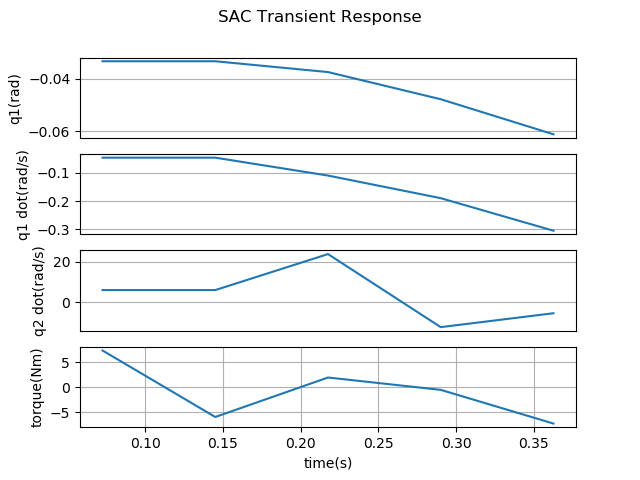 SAC Transient Response
q1(rad)
−0.04
−0.06
q1 dot(rad/s)
−0.1
−0.2
−0.3
q2 dot(rad/s)
20
0
torque(Nm)
5
0
−5
0.10 0.15 0.20 0.25 0.30 0.35
time(s)